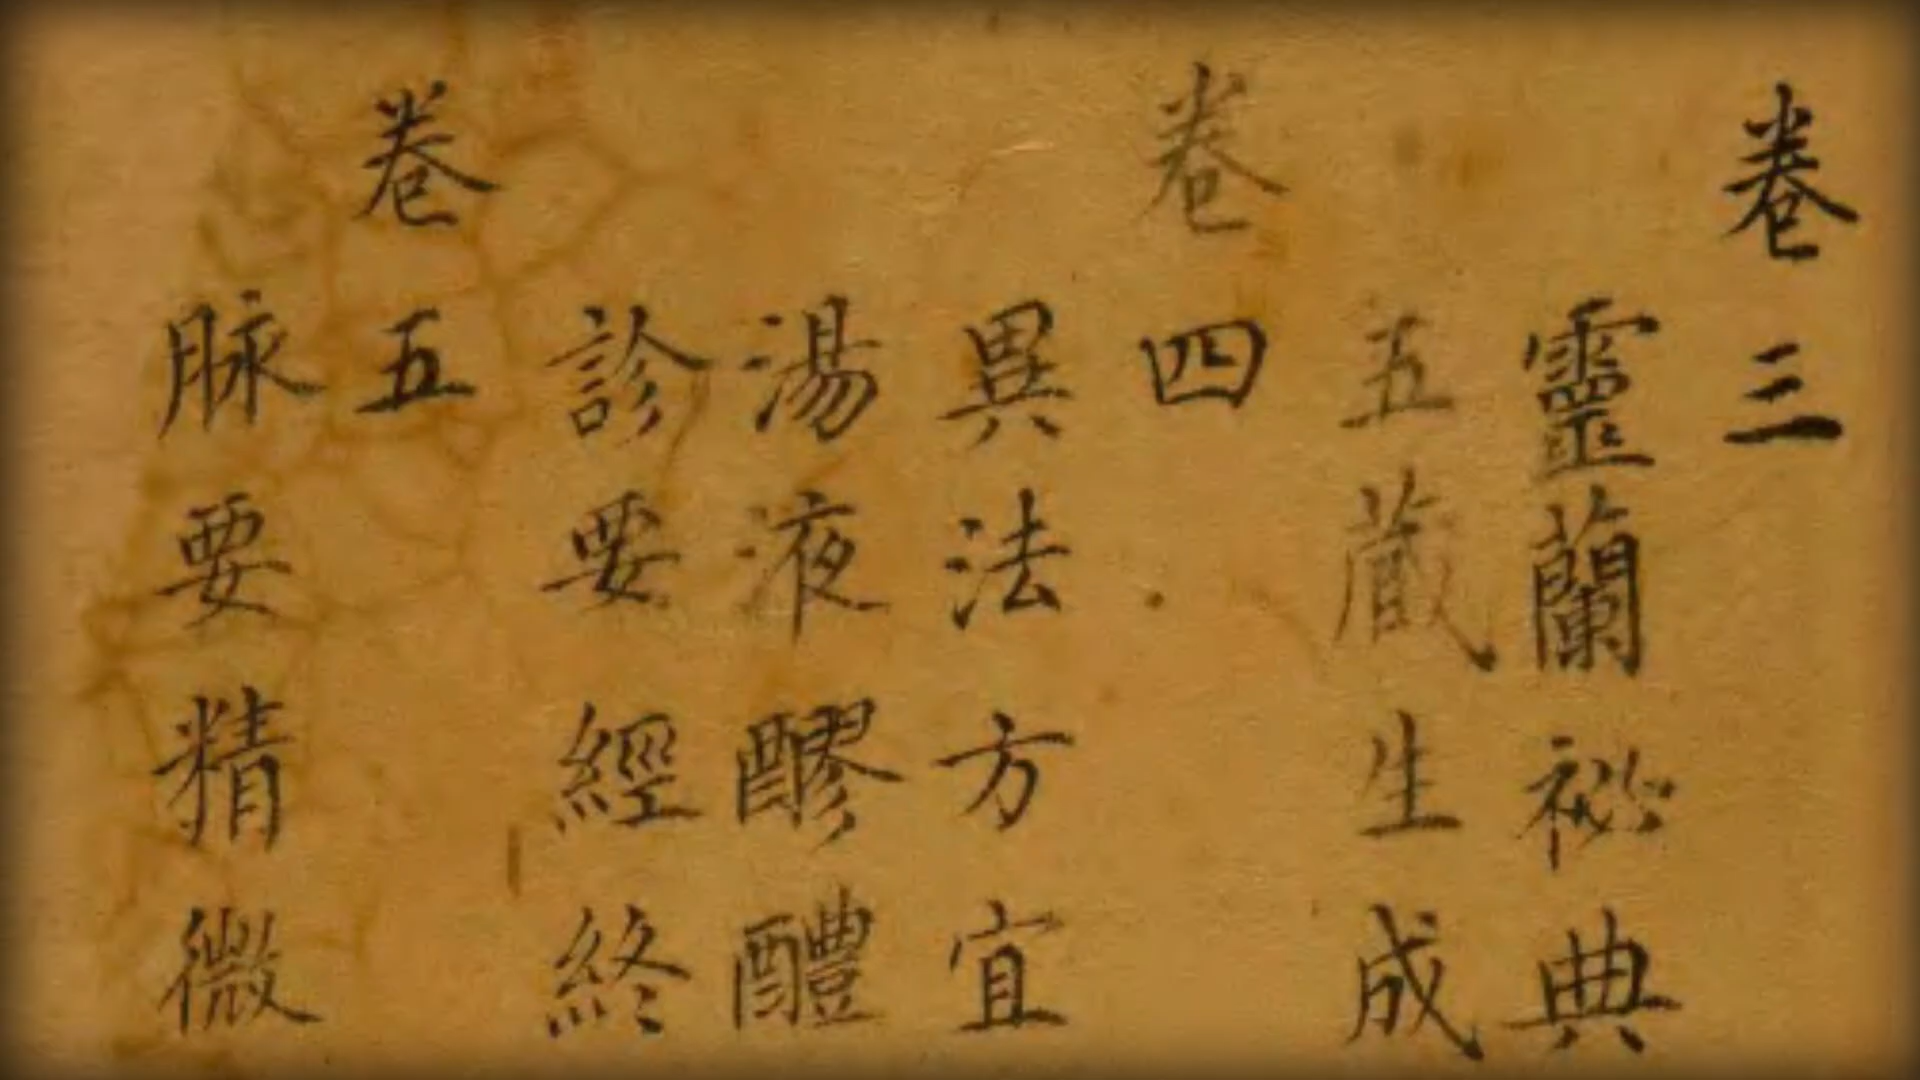 卷三
靈蘭祕典
五蔵生成
卷四
異法方宜
湯液醪醴
診要經終
卷五
脉要精微